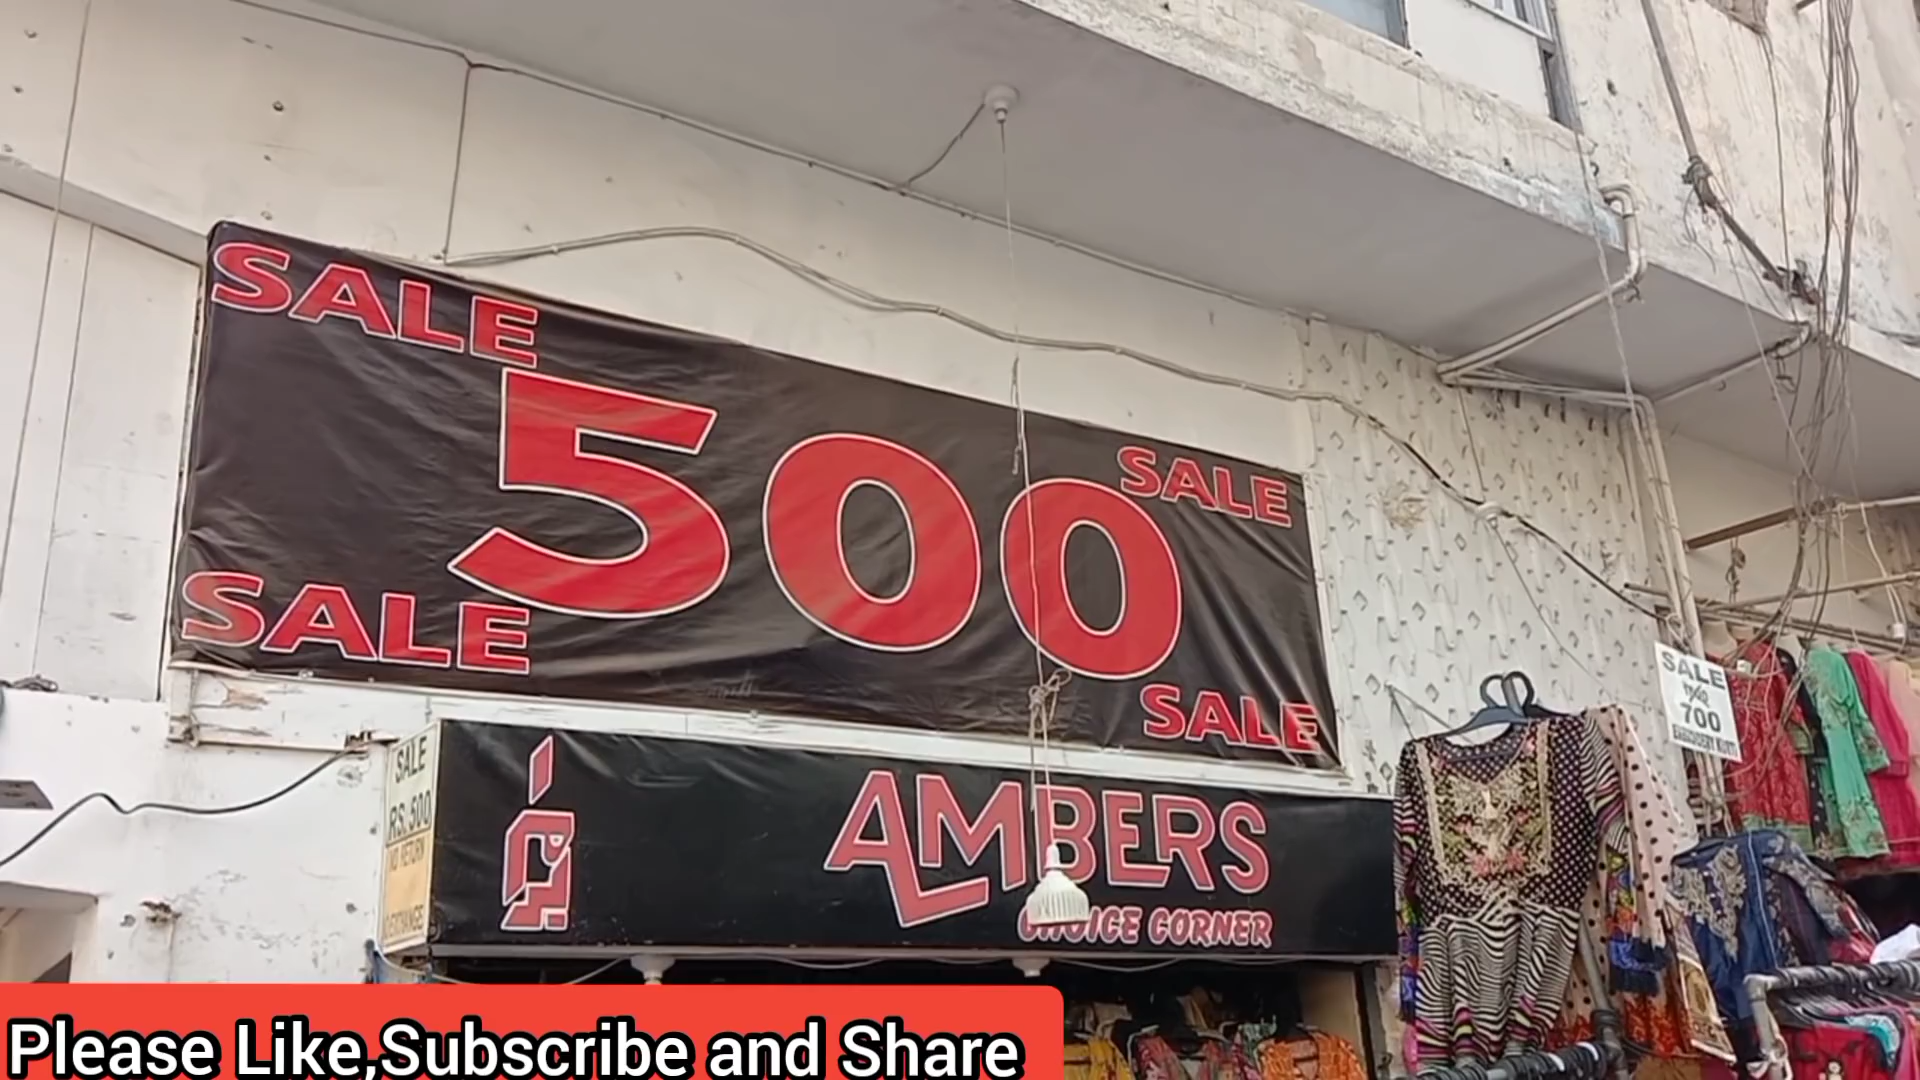 SALE
500
SALE
SALE
SALE
SALE
RS.500
NO RETURN
AMBERS
CHOICE CORNER
SALE
700
Please Like,Subscribe and Share